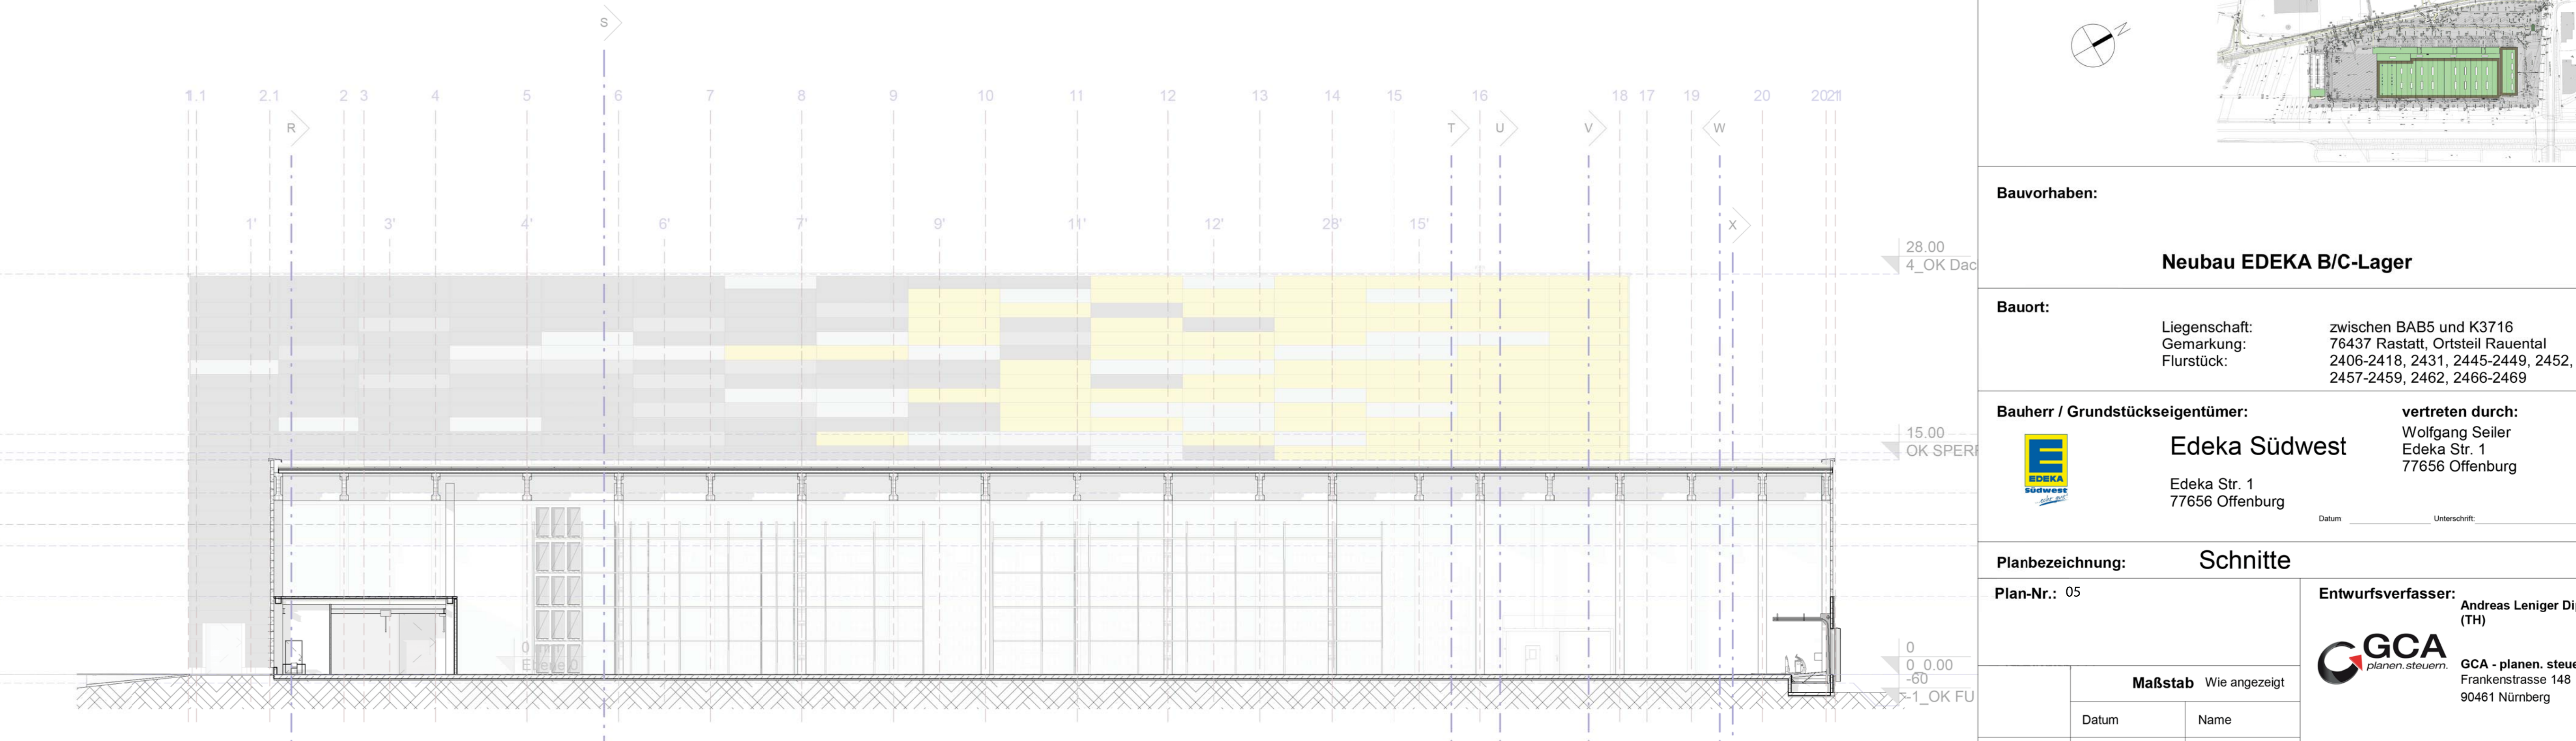 S
1.1
2.1
2
3
4
5
6
7
8
9
10
11
12
13
14
15
16
18
17
19
20
21
R
T
U
V
W
1'
3'
4'
6'
7'
9'
11'
12'
28'
15'
X
28.00
4_OK Dac
15.00
OK SPERR
0
Ebene 0
0
0_0.00
-60
-1_OK FU
N
Bauvorhaben:
Neubau EDEKA B/C-Lager
Bauort:
Liegenschaft: zwischen BAB5 und K3716
Gemarkung: 76437 Rastatt, Ortsteil Rauental
Flurstück: 2406-2418, 2431, 2445-2449, 2452,
2457-2459, 2462, 2466-2469
Bauherr / Grundstückseigentümer: vertreten durch:
E
EDEKA
Südwest
Edeka Südwest
Edeka Str. 1
77656 Offenburg
Wolfgang Seiler
Edeka Str. 1
77656 Offenburg
Datum Unterschrift:
Planbezeichnung: Schnitte
Plan-Nr.: 05
Entwurfsverfasser:
Andreas Leniger Di
(TH)
GCA
planen.steuern.
GCA - planen. steue
Frankenstrasse 148
90461 Nürnberg
Maßstab Wie angezeigt
Datum Name